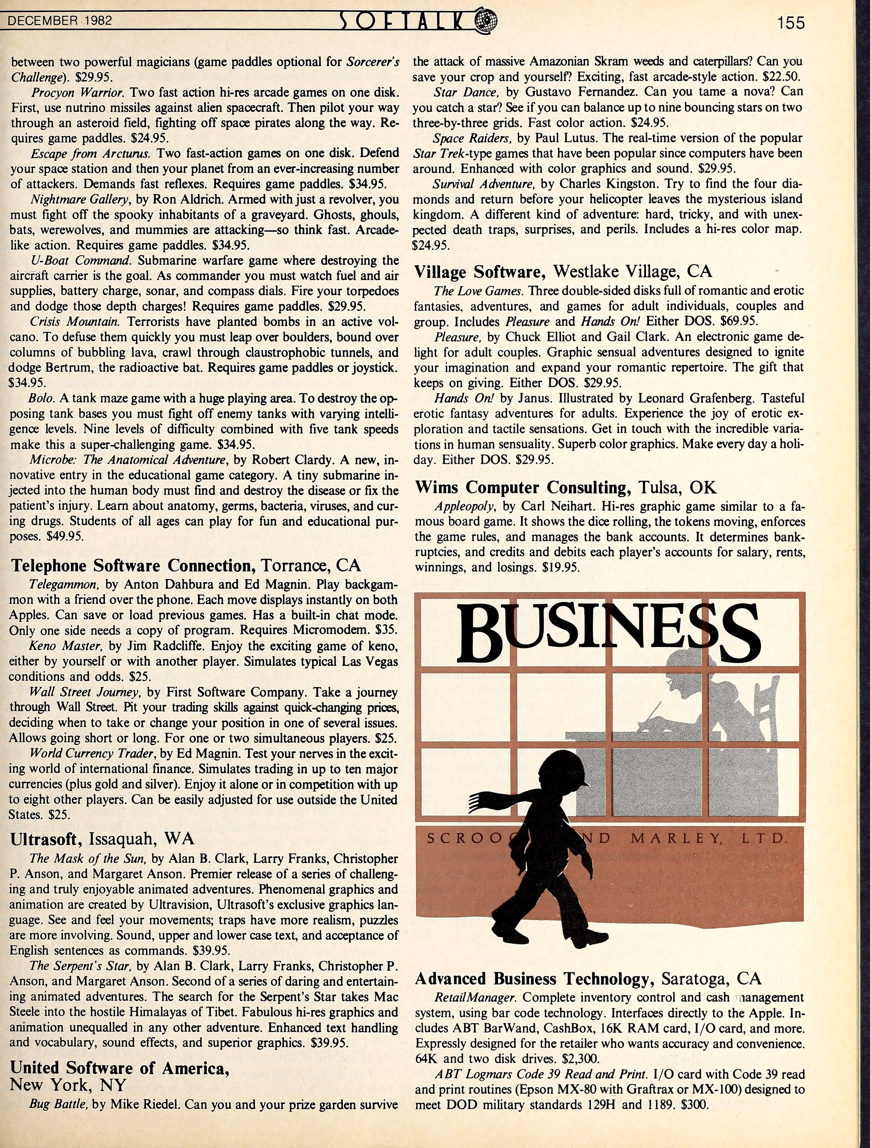 DECEMBER 1982
SOFTALK
155
between two powerful magicians (game paddles optional for Sorcerer's
Challenge). $29.95.
Procyon Warrior. Two fast action hi-res arcade games on one disk.
First, use nutrino missiles against alien spacecraft. Then pilot your way
through an asteroid field, fighting off space pirates along the way. Re-
quires game paddles. $24.95.
Escape from Arcturus. Two fast-action games on one disk. Defend
your space station and then your planet from an ever-increasing number
of attackers. Demands fast reflexes. Requires game paddles. $34.95.
Nightmare Gallery, by Ron Aldrich. Armed with just a revolver, you
must fight off the spooky inhabitants of a graveyard. Ghosts, ghouls,
bats, werewolves, and mummies are attacking—so think fast. Arcade-
like action. Requires game paddles. $34.95.
U-Boat Command. Submarine warfare game where destroying the
aircraft carrier is the goal. As commander you must watch fuel and air
supplies, battery charge, sonar, and compass dials. Fire your torpedoes
and dodge those depth charges! Requires game paddles. $29.95.
Crisis Mountain. Terrorists have planted bombs in an active vol-
cano. To defuse them quickly you must leap over boulders, bound over
columns of bubbling lava, crawl through claustrophobic tunnels, and
dodge Bertrum, the radioactive bat. Requires game paddles or joystick.
$34.95.
Bolo. A tank maze game with a huge playing area. To destroy the op-
posing tank bases you must fight off enemy tanks with varying intelli-
gence levels. Nine levels of difficulty combined with five tank speeds
make this a super-challenging game. $34.95.
Microbe: The Anatomical Adventure, by Robert Clardy. A new, in-
novative entry in the educational game category. A tiny submarine in-
jected into the human body must find and destroy the disease or fix the
patient's injury. Learn about anatomy, germs, bacteria, viruses, and cur-
ing drugs. Students of all ages can play for fun and educational pur-
poses. $49.95.
Telephone Software Connection, Torrance, CA
Telegammon, by Anton Dahbura and Ed Magnin. Play backgam-
mon with a friend over the phone. Each move displays instantly on both
Apples. Can save or load previous games. Has a built-in chat mode.
Only one side needs a copy of program. Requires Micromodem. $35.
Keno Master, by Jim Radcliffe. Enjoy the exciting game of keno,
either by yourself or with another player. Simulates typical Las Vegas
conditions and odds. $25.
Wall Street Journey, by First Software Company. Take a journey
through Wall Street. Pit your trading skills against quick-changing prices,
deciding when to take or change your position in one of several issues.
Allows going short or long. For one or two simultaneous players. $25.
World Currency Trader, by Ed Magnin. Test your nerves in the excit-
ing world of international finance. Simulates trading in up to ten major
currencies (plus gold and silver). Enjoy it alone or in competition with up
to eight other players. Can be easily adjusted for use outside the United
States. $25.
Ultrasoft, Issaquah, WA
The Mask of the Sun, by Alan B. Clark, Larry Franks, Christopher
P. Anson, and Margaret Anson. Premier release of a series of challeng-
ing and truly enjoyable animated adventures. Phenomenal graphics and
animation are created by Ultravision, Ultrasoft's exclusive graphics lan-
guage. See and feel your movements; traps have more realism, puzzles
are more involving. Sound, upper and lower case text, and acceptance of
English sentences as commands. $39.95.
The Serpent's Star, by Alan B. Clark, Larry Franks, Christopher P.
Anson, and Margaret Anson. Second of a series of daring and entertain-
ing animated adventures. The search for the Serpent's Star takes Mac
Steele into the hostile Himalayas of Tibet. Fabulous hi-res graphics and
animation unequalled in any other adventure. Enhanced text handling
and vocabulary, sound effects, and superior graphics. $39.95.
United Software of America,
New York, NY
Bug Battle, by Mike Riedel. Can you and your prize garden survive
the attack of massive Amazonian Skram weeds and caterpillars? Can you
save your crop and yourself? Exciting, fast arcade-style action. $22.50.
Star Dance, by Gustavo Fernandez. Can you tame a nova? Can
you catch a star? See if you can balance up to nine bouncing stars on two
three-by-three grids. Fast color action. $24.95.
Space Raiders, by Paul Lutus. The real-time version of the popular
Star Trek-type games that have been popular since computers have been
around. Enhanced with color graphics and sound. $29.95.
Survival Adventure, by Charles Kingston. Try to find the four dia-
monds and return before your helicopter leaves the mysterious island
kingdom. A different kind of adventure: hard, tricky, and with unex-
pected death traps, surprises, and perils. Includes a hi-res color map.
$24.95.
Village Software, Westlake Village, CA
The Love Games. Three double-sided disks full of romantic and erotic
fantasies, adventures, and games for adult individuals, couples and
group. Includes Pleasure and Hands On! Either DOS. $69.95.
Pleasure, by Chuck Elliot and Gail Clark. An electronic game de-
light for adult couples. Graphic sensual adventures designed to ignite
your imagination and expand your romantic repertoire. The gift that
keeps on giving. Either DOS. $29.95.
Hands On! by Janus. Illustrated by Leonard Grafenberg. Tasteful
erotic fantasy adventures for adults. Experience the joy of erotic ex-
ploration and tactile sensations. Get in touch with the incredible varia-
tions in human sensuality. Superb color graphics. Make every day a holi-
day. Either DOS. $29.95.
Wims Computer Consulting, Tulsa, OK
Appleopoly, by Carl Neihart. Hi-res graphic game similar to a fa-
mous board game. It shows the dice rolling, the tokens moving, enforces
the game rules, and manages the bank accounts. It determines bank-
ruptcies, and credits and debits each player's accounts for salary, rents,
winnings, and losings. $19.95.
BUSINESS
SCROO ND MARLEY, LTD.
Advanced Business Technology, Saratoga, CA
RetailManager. Complete inventory control and cash management
system, using bar code technology. Interfaces directly to the Apple. In-
cludes ABT BarWand, CashBox, 16K RAM card, I/O card, and more.
Expressly designed for the retailer who wants accuracy and convenience.
64K and two disk drives. $2,300.
ABT Logmars Code 39 Read and Print. I/O card with Code 39 read
and print routines (Epson MX-80 with Graftrax or MX-100) designed to
meet DOD military standards 129H and 1189. $300.